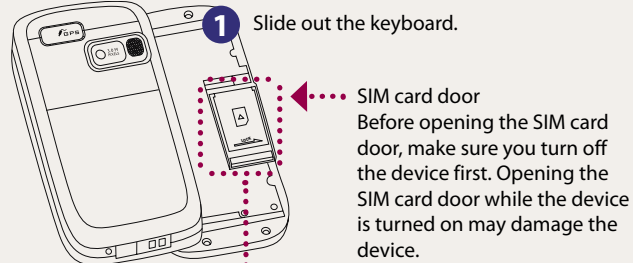 1 Slide out the keyboard.
GPS
SIM card door
Before opening the SIM card
door, make sure you turn off
the device first. Opening the
SIM card door while the device
is turned on may damage the
device.